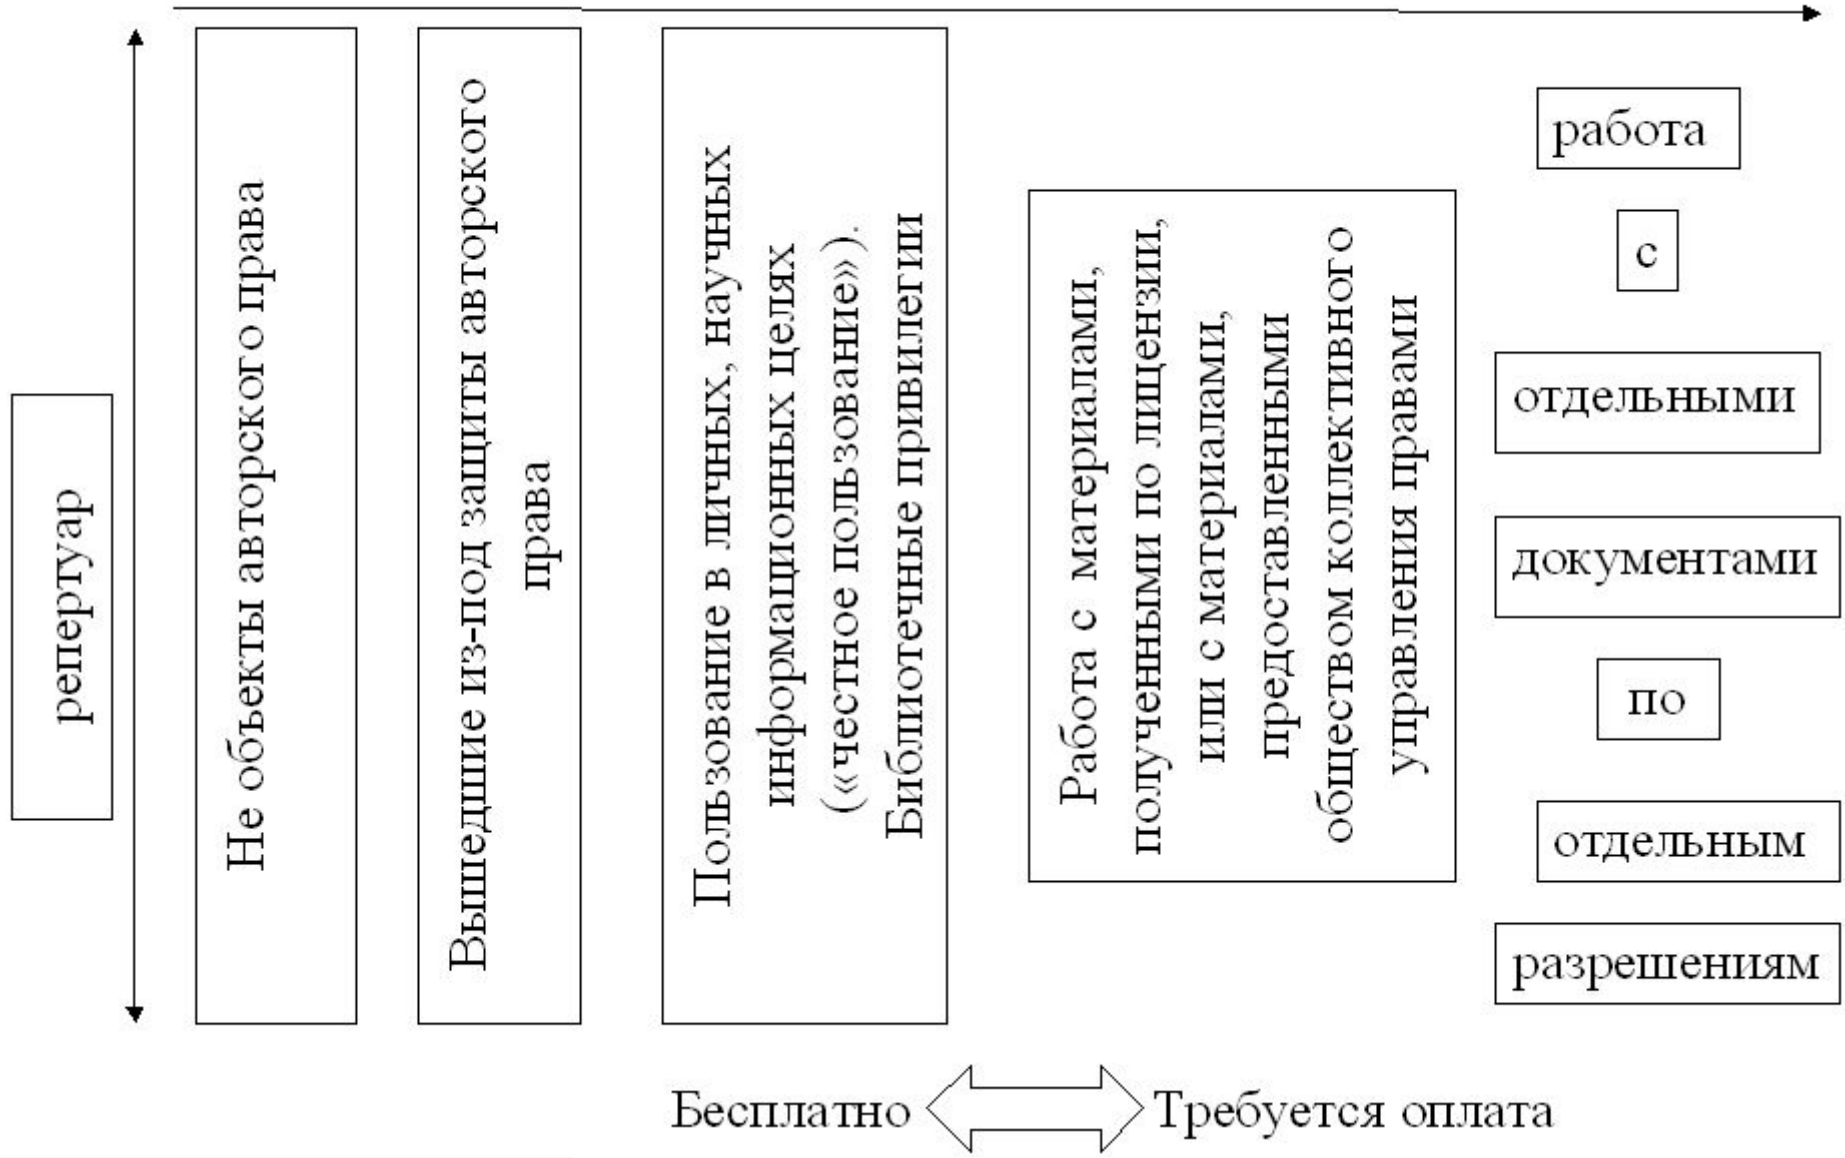 репертуар
Не объекты авторского права
Вышедшие из-под защиты авторского
права
Пользование в личных, научных
информационных целях
(«честное пользование»).
Библиотечные привилегии
Работа с материалами,
полученными по лицензии,
или с материалами,
предоставленными
обществом коллективного
управления правами
работа
с
отдельными
документами
по
отдельным
разрешениям
Бесплатно
Требуется оплата